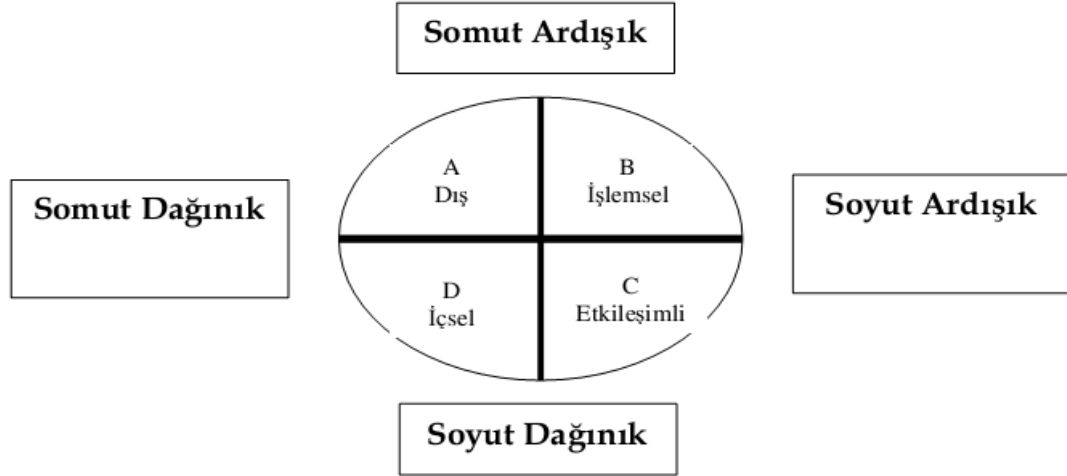 Somut Ardışık
A
Dış
B
İşlemsel
Somut Dağınık
Soyut Ardışık
D
İçsel
C
Etkileşimli
Soyut Dağınık